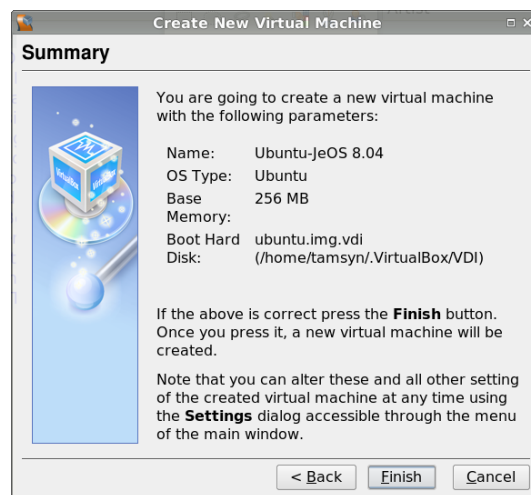 Create New Virtual Machine
Summary
You are going to create a new virtual machine
with the following parameters:
Name: Ubuntu-JeOS 8.04
OS Type: Ubuntu
Base 256 MB
Memory:
Boot Hard ubuntu.img.vdi
Disk: (/home/tamsyn/.VirtualBox/VDI)
If the above is correct press the Finish button.
Once you press it, a new virtual machine will be
created.
Note that you can alter these and all other setting
of the created virtual machine at any time using
the Settings dialog accessible through the menu
of the main window.
< Back Finish Cancel
VirtualBox